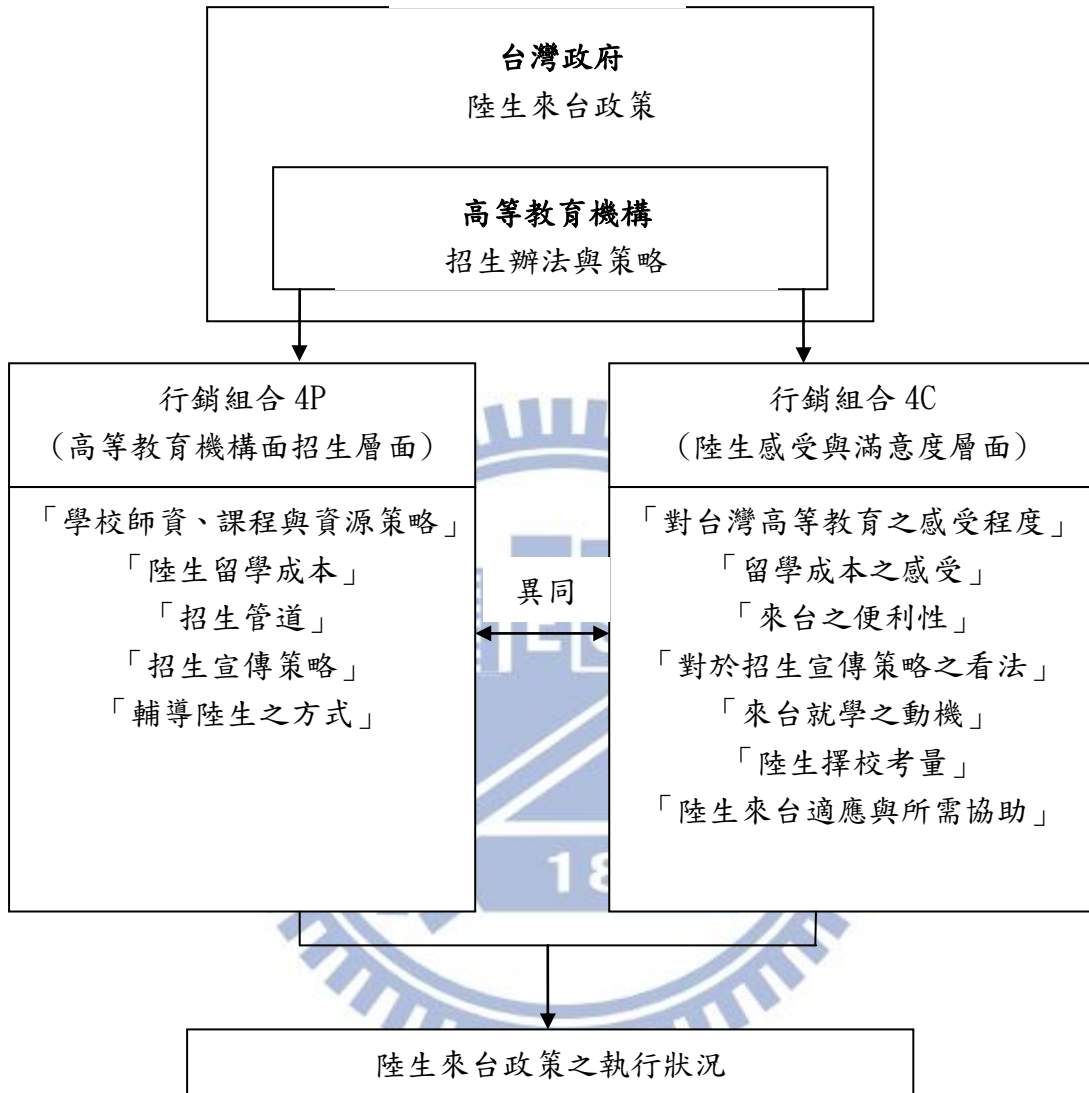 台灣政府
陸生來台政策
高等教育機構
招生辦法與策略
行銷組合 4P
（高等教育機構面招生層面）
「學校師資、課程與資源策略」
「陸生留學成本」
「招生管道」
「招生宣傳策略」
「輔導陸生之方式」
異同
行銷組合 4C
（陸生感受與滿意度層面）
「對台灣高等教育之感受程度」
「留學成本之感受」
「來台之便利性」
「對於招生宣傳策略之看法」
「來台就學之動機」
「陸生擇校考量」
「陸生來台適應與所需協助」
陸生來台政策之執行狀況